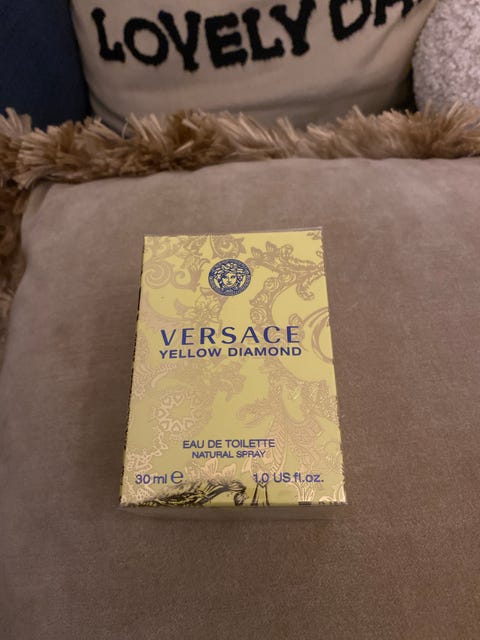 LOVELY DA
VERSACE
YELLOW DIAMOND
EAU DE TOILETTE
NATURAL SPRAY
30 ml e 1.0 US fl.oz.